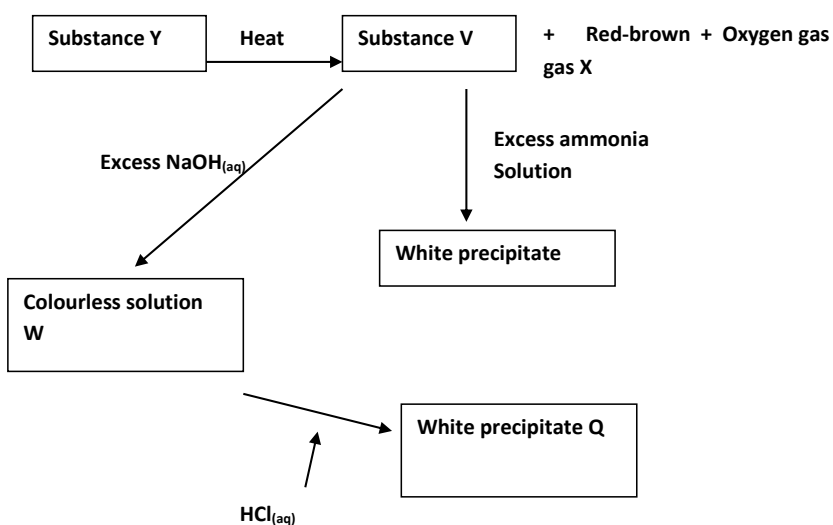 Substance Y
Heat
Substance V
+ Red-brown + Oxygen gas
gas X
Excess NaOH(aq)
Excess ammonia
Solution
White precipitate
Colourless solution
W
White precipitate Q
HCl(aq)